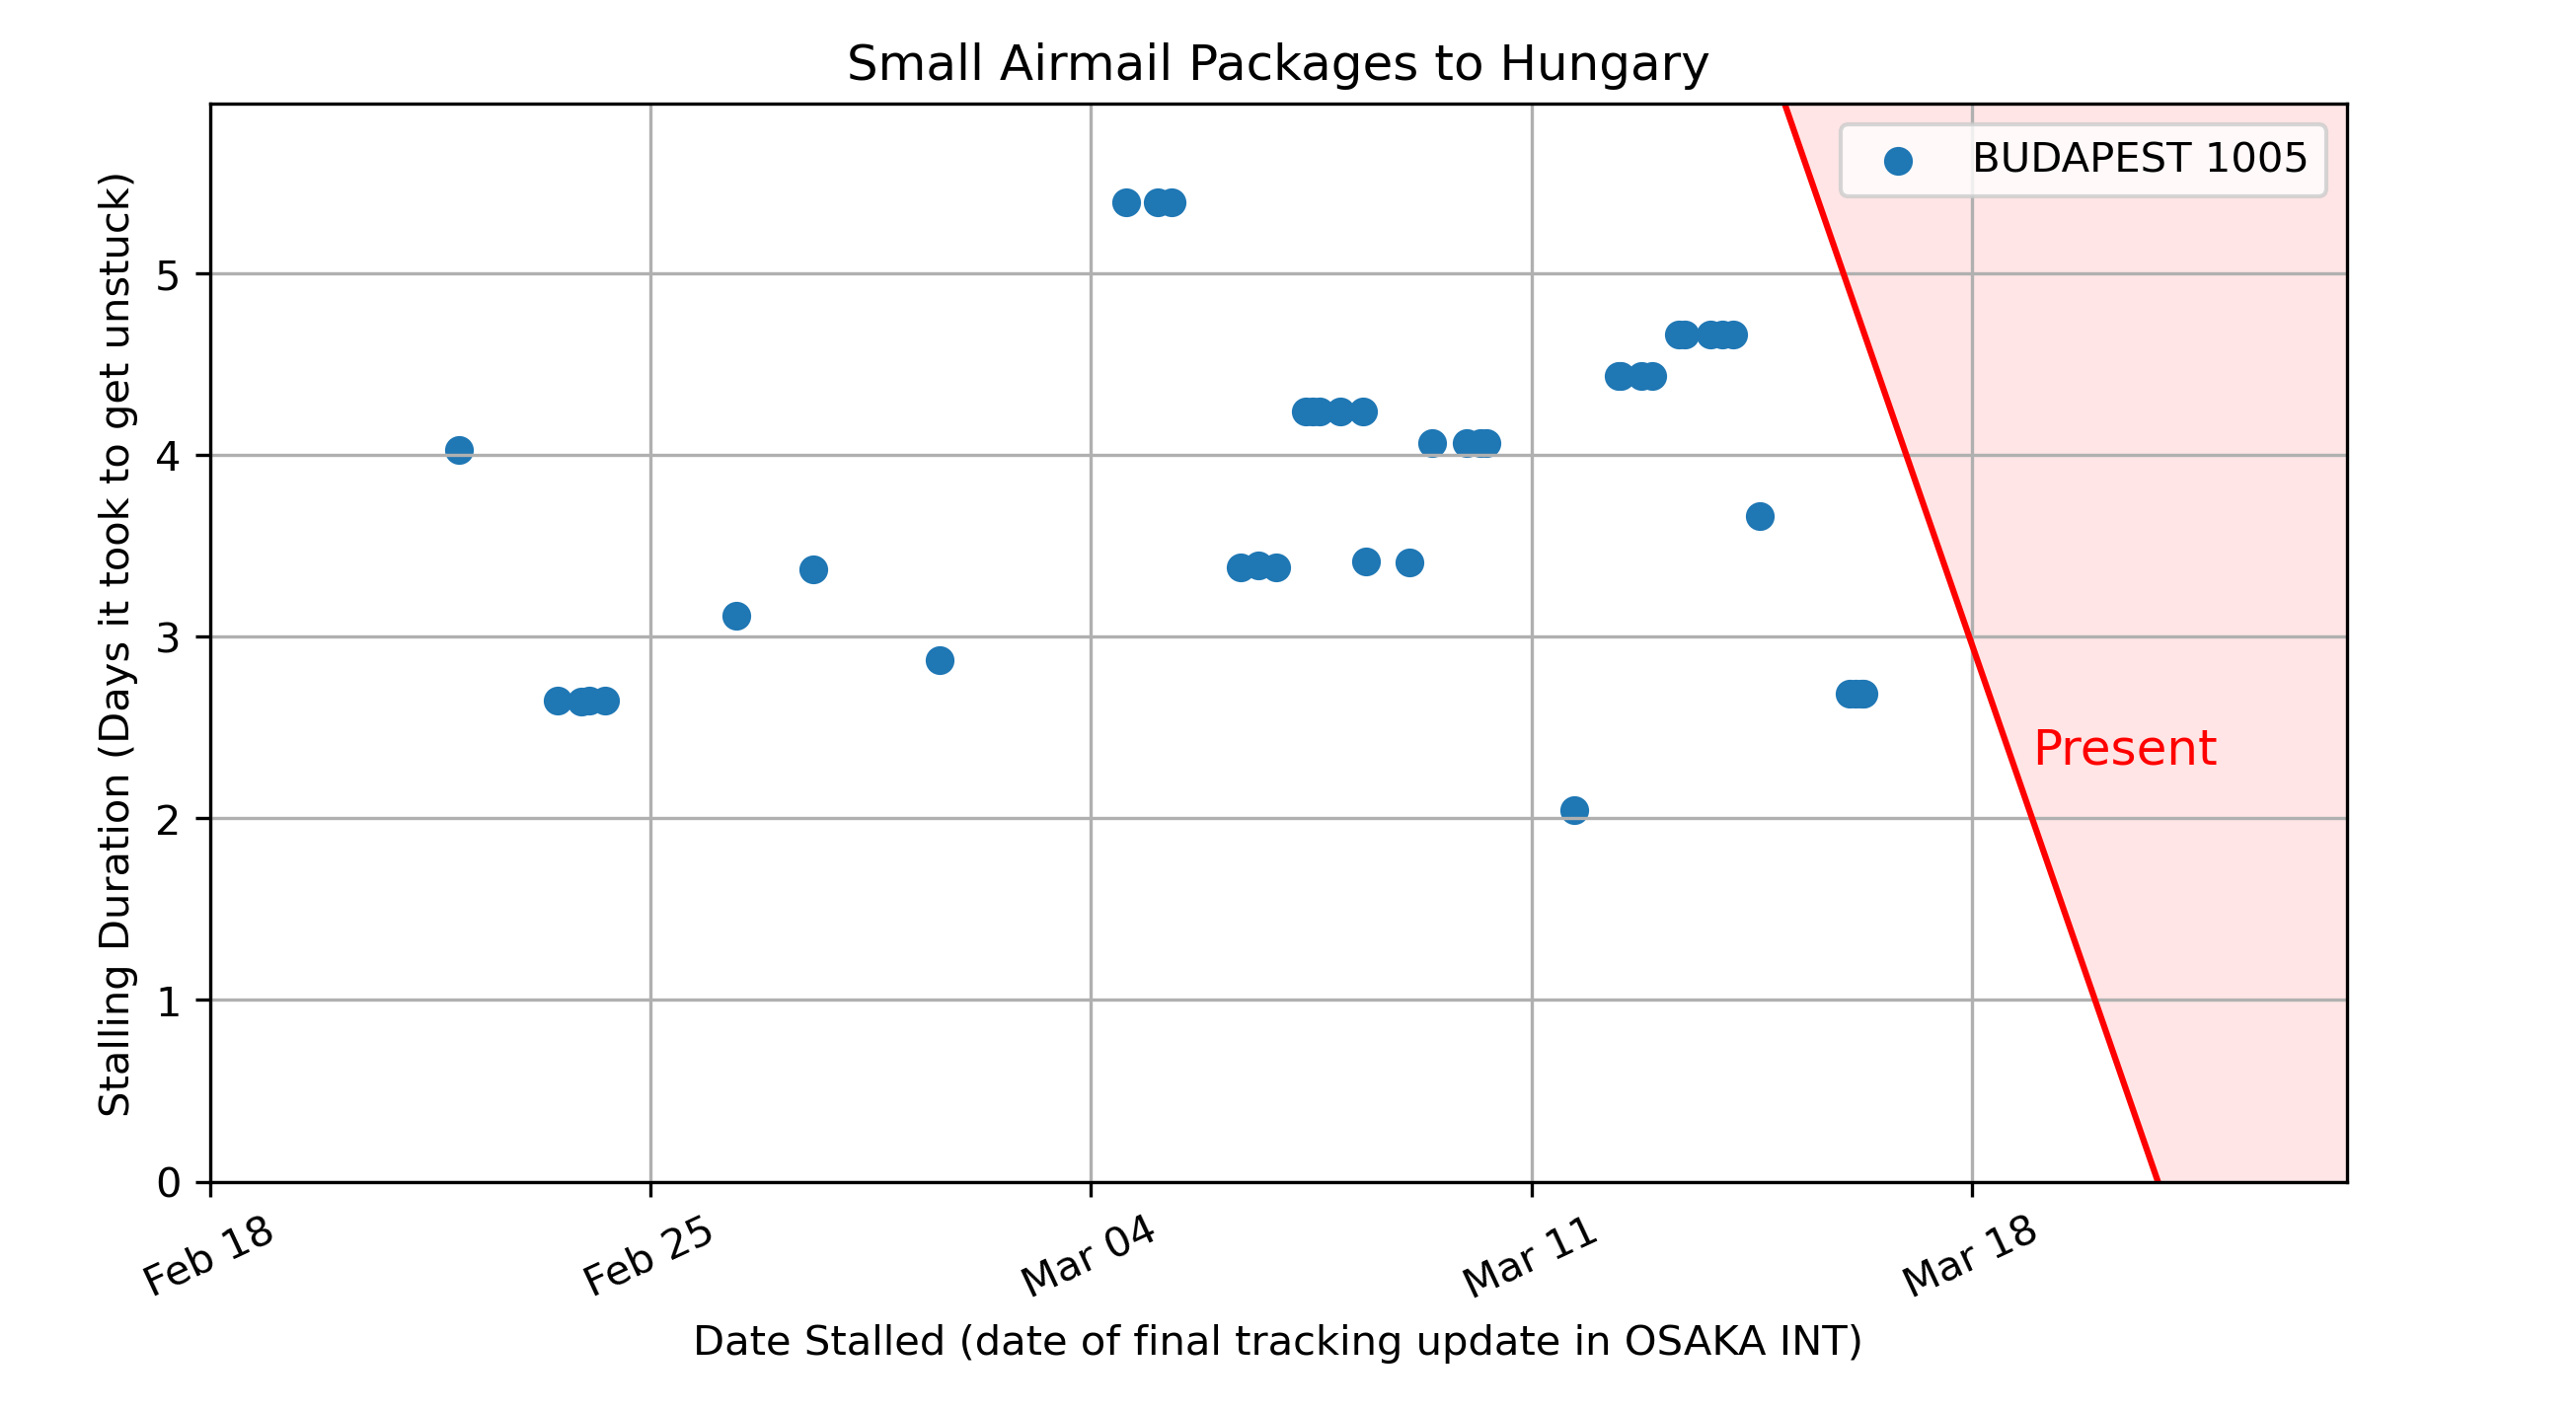 Small Airmail Packages to Hungary
BUDAPEST 1005
Stalling Duration (Days it took to get unstuck)
5
4
3
2
1
0
Present
Feb 18
Feb 25
Mar 04
Mar 11
Mar 18
Date Stalled (date of final tracking update in OSAKA INT)